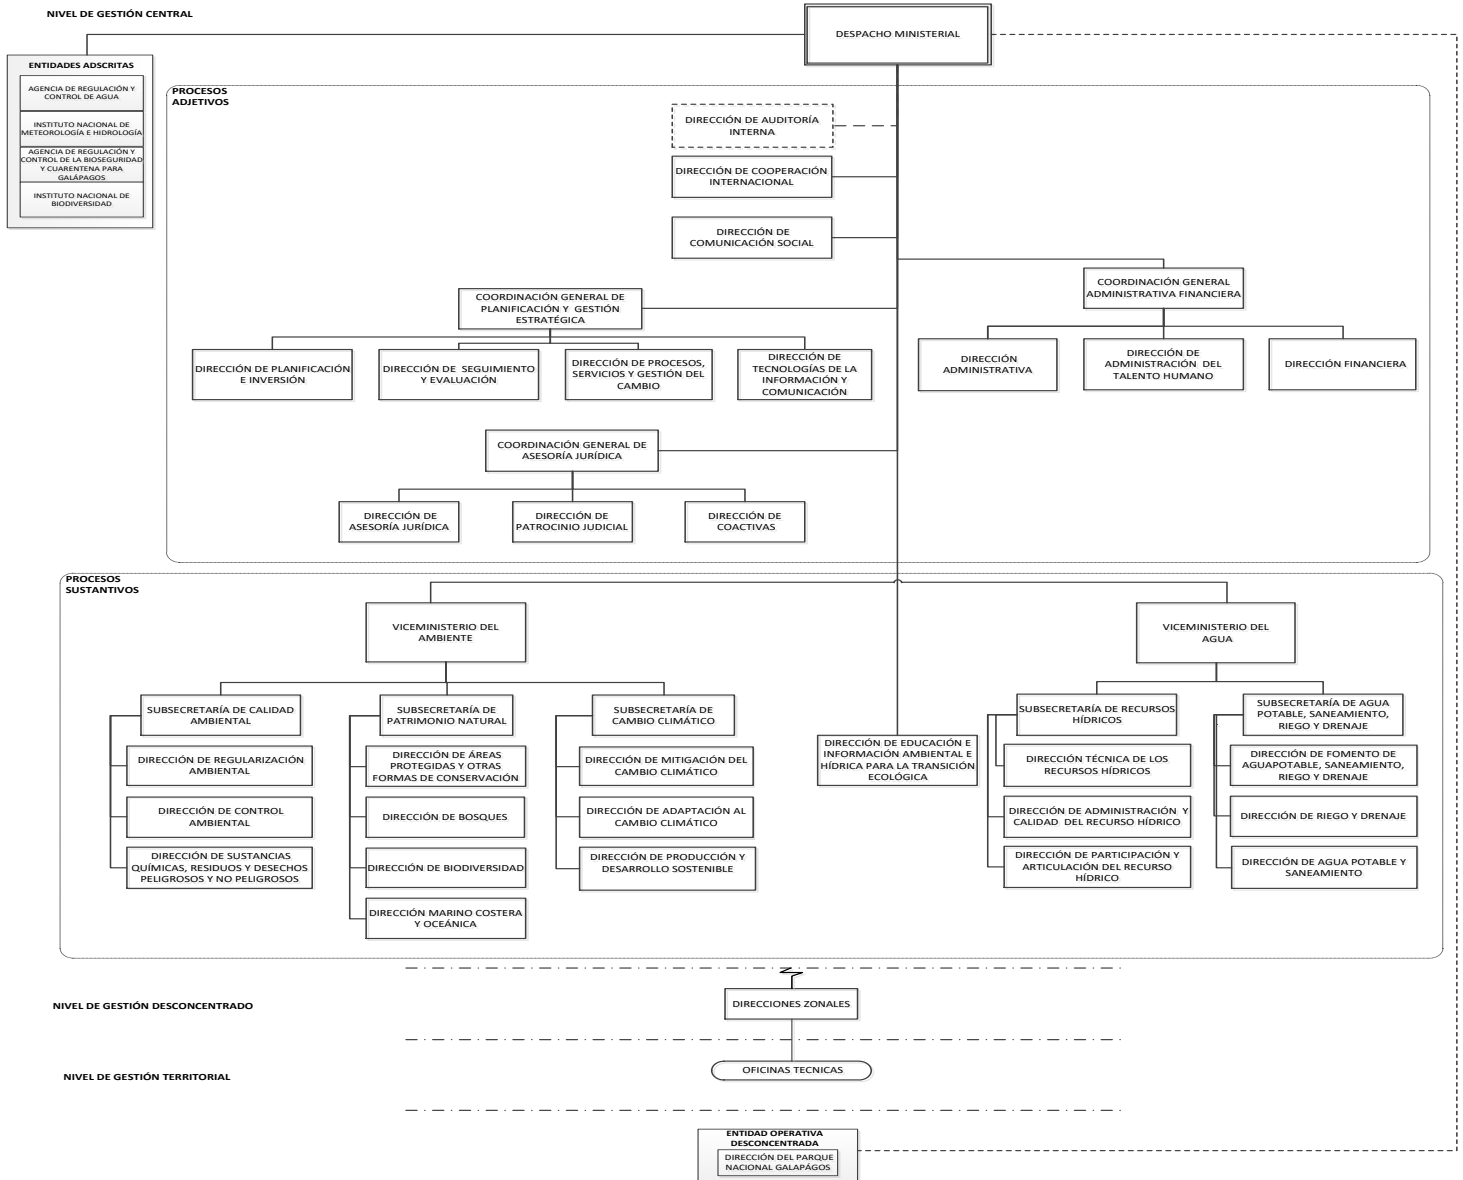 NIVEL DE GESTIÓN CENTRAL
DESPACHO MINISTERIAL
ENTIDADES ADSCRITAS
AGENCIA DE REGULACIÓN Y
CONTROL DE AGUA
INSTITUTO NACIONAL DE
METEOROLOGÍA E HIDROLOGÍA
AGENCIA DE REGULACIÓN Y
CONTROL DE LA BIOSEGURIDAD
Y CUARENTENA PARA
GALÁPAGOS
INSTITUTO NACIONAL DE
BIODIVERSIDAD
PROCESOS
ADJETIVOS
DIRECCIÓN DE AUDITORÍA
INTERNA
DIRECCIÓN DE COOPERACIÓN
INTERNACIONAL
DIRECCIÓN DE
COMUNICACIÓN SOCIAL
COORDINACIÓN GENERAL
ADMINISTRATIVA FINANCIERA
COORDINACIÓN GENERAL DE
PLANIFICACIÓN Y GESTIÓN
ESTRATÉGICA
DIRECCIÓN DE PLANIFICACIÓN
E INVERSIÓN
DIRECCIÓN DE SEGUIMIENTO
Y EVALUACIÓN
DIRECCIÓN DE PROCESOS,
SERVICIOS Y GESTIÓN DEL
CAMBIO
DIRECCIÓN DE
TECNOLOGÍAS DE LA
INFORMACIÓN Y
COMUNICACIÓN
DIRECCIÓN
ADMINISTRATIVA
DIRECCIÓN DE
ADMINISTRACIÓN DEL
TALENTO HUMANO
DIRECCIÓN FINANCIERA
COORDINACIÓN GENERAL DE
ASESORÍA JURÍDICA
DIRECCIÓN DE
ASESORÍA JURÍDICA
DIRECCIÓN DE
PATROCINIO JUDICIAL
DIRECCIÓN DE
COACTIVAS
PROCESOS
SUSTANTIVOS
VICEMINISTERIO DEL
AMBIENTE
VICEMINISTERIO DEL
AGUA
SUBSECRETARÍA DE CALIDAD
AMBIENTAL
DIRECCIÓN DE REGULARIZACIÓN
AMBIENTAL
DIRECCIÓN DE CONTROL
AMBIENTAL
DIRECCIÓN DE SUSTANCIAS
QUÍMICAS, RESIDUOS Y DESECHOS
PELIGROSOS Y NO PELIGROSOS
SUBSECRETARÍA DE
PATRIMONIO NATURAL
DIRECCIÓN DE ÁREAS
PROTEGIDAS Y OTRAS
FORMAS DE CONSERVACIÓN
DIRECCIÓN DE BOSQUES
DIRECCIÓN DE BIODIVERSIDAD
DIRECCIÓN MARINO COSTERA
Y OCEÁNICA
SUBSECRETARÍA DE
CAMBIO CLIMÁTICO
DIRECCIÓN DE MITIGACIÓN DEL
CAMBIO CLIMÁTICO
DIRECCIÓN DE ADAPTACIÓN AL
CAMBIO CLIMÁTICO
DIRECCIÓN DE PRODUCCIÓN Y
DESARROLLO SOSTENIBLE
DIRECCIÓN DE EDUCACIÓN E
INFORMACIÓN AMBIENTAL E
HÍDRICA PARA LA TRANSICIÓN
ECOLÓGICA
SUBSECRETARÍA DE RECURSOS
HÍDRICOS
DIRECCIÓN TÉCNICA DE LOS
RECURSOS HÍDRICOS
DIRECCIÓN DE ADMINISTRACIÓN Y
CALIDAD DEL RECURSO HÍDRICO
DIRECCIÓN DE PARTICIPACIÓN Y
ARTICULACIÓN DEL RECURSO
HÍDRICO
SUBSECRETARÍA DE AGUA
POTABLE, SANEAMIENTO,
RIEGO Y DRENAJE
DIRECCIÓN DE FOMENTO DE
AGUAPOTABLE, SANEAMIENTO,
RIEGO Y DRENAJE
DIRECCIÓN DE RIEGO Y DRENAJE
DIRECCIÓN DE AGUA POTABLE Y
SANEAMIENTO
NIVEL DE GESTIÓN DESCONCENTRADO
DIRECCIONES ZONALES
NIVEL DE GESTIÓN TERRITORIAL
OFICINAS TECNICAS
ENTIDAD OPERATIVA
DESCONCENTRADA
DIRECCIÓN DEL PARQUE
NACIONAL GALAPÁGOS